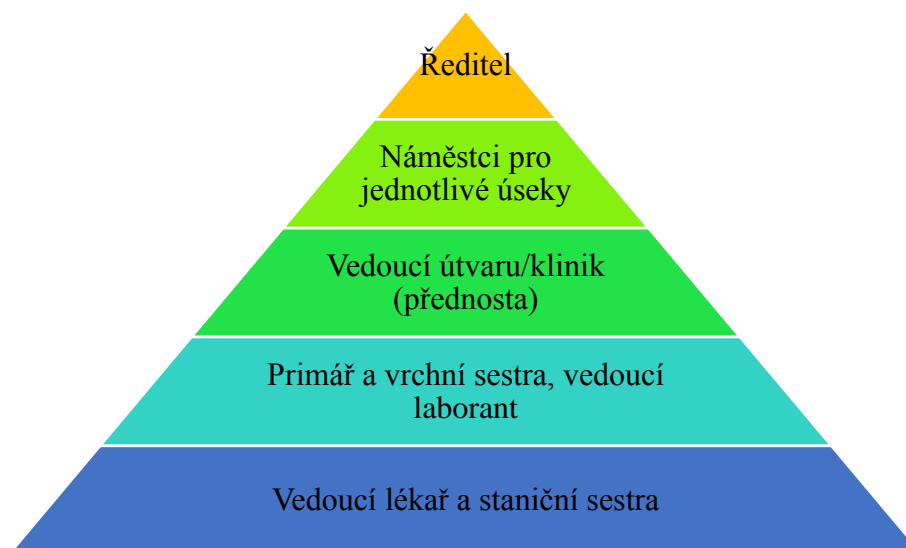 Ředitel
Náměstci pro
jednotlivé úseky
Vedoucí útvaru/klinik
(přednosta)
Primář a vrchní sestra, vedoucí
laborant
Vedoucí lékař a staniční sestra